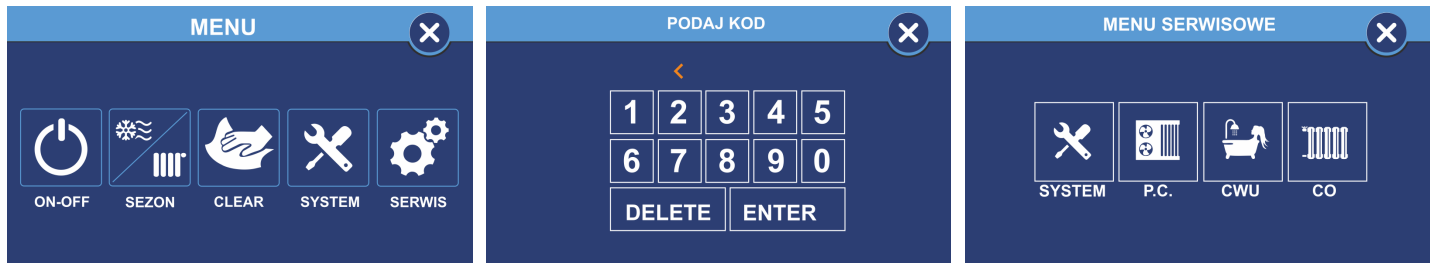 MENU
ON-OFF SEZON CLEAR SYSTEM SERWIS
PODAJ KOD
<
1 2 3 4 5
6 7 8 9 0
DELETE ENTER
MENU SERWISOWE
SYSTEM P.C. CWU CO